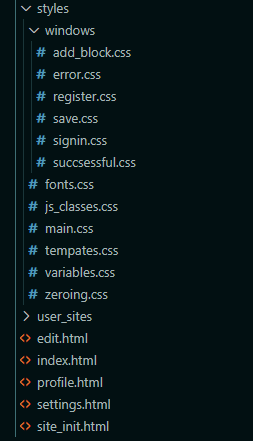 styles
windows
add_block.css
error.css
register.css
save.css
signin.css
succsessful.css
fonts.css
js_classes.css
main.css
tempates.css
variables.css
zeroing.css
user_sites
edit.html
index.html
profile.html
settings.html
site_init.html